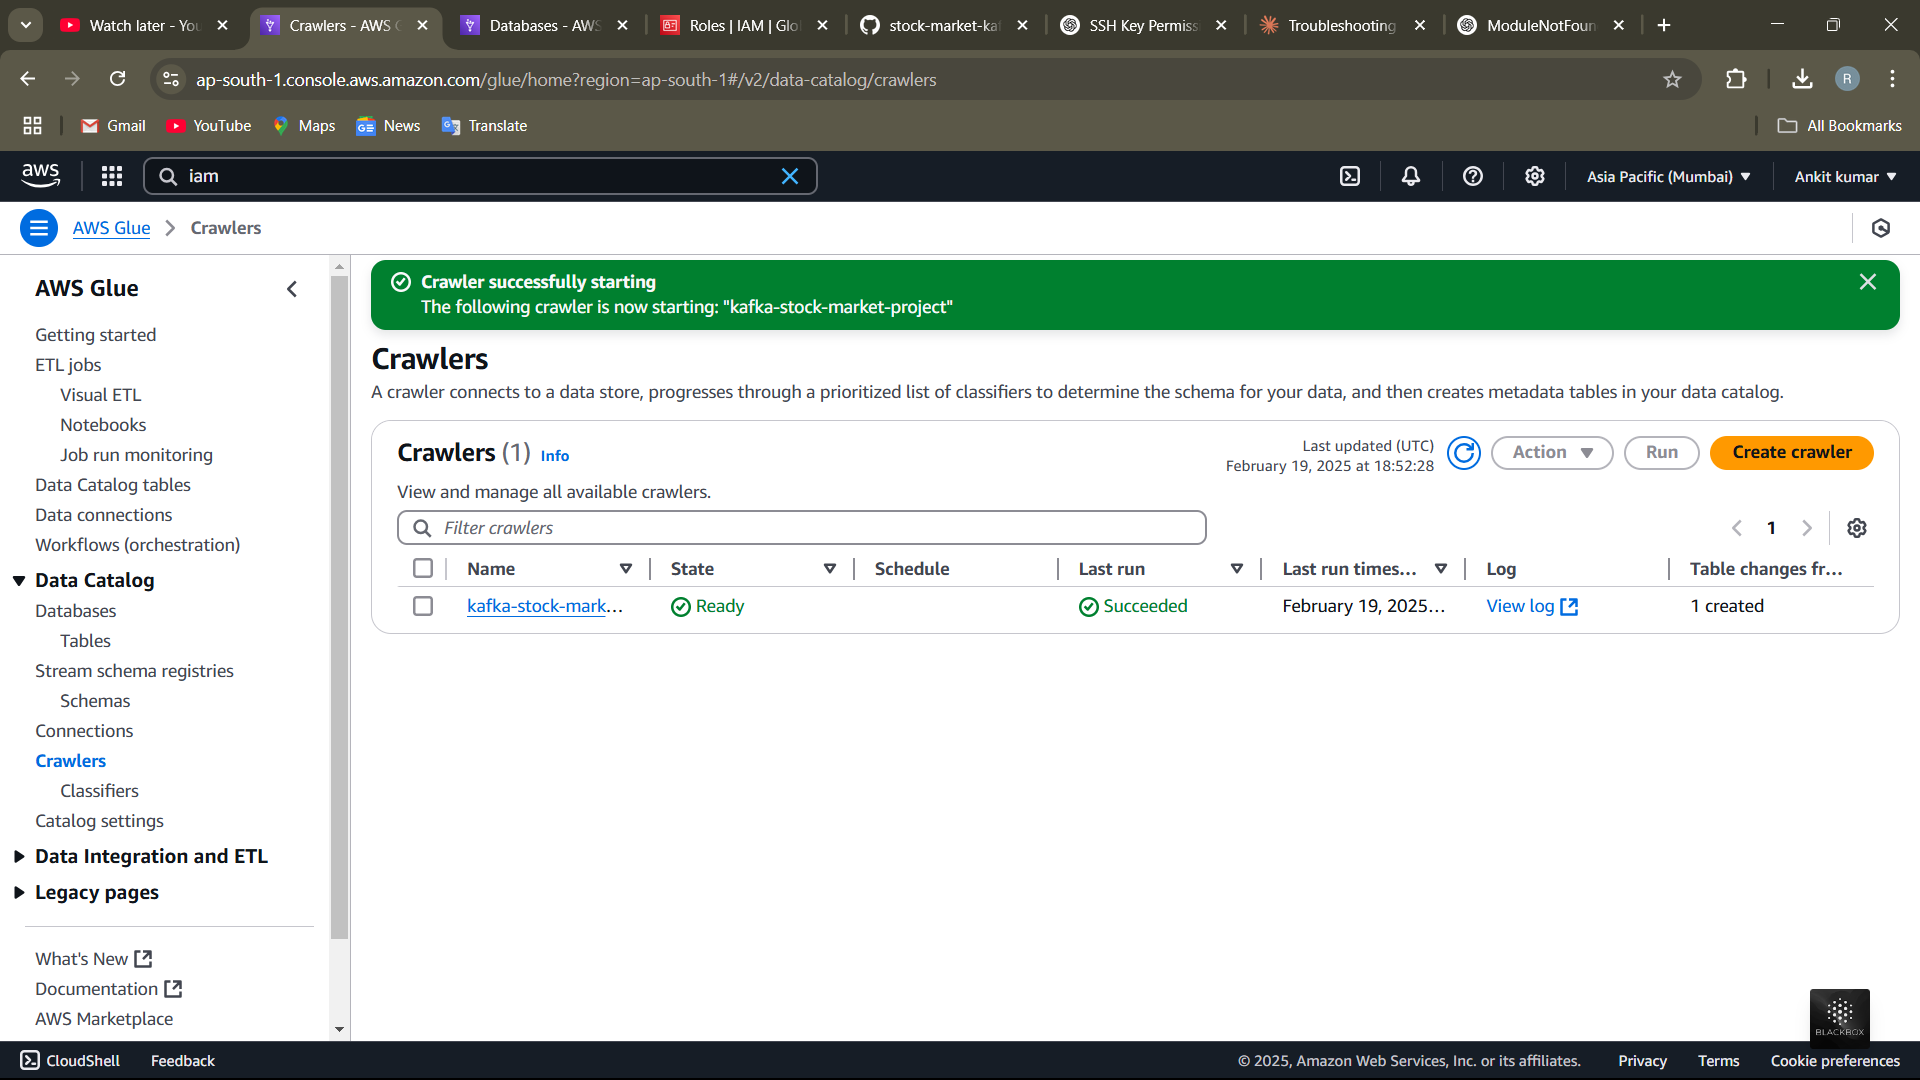 Watch later - You
Crawlers - AWS G
Databases - AWS
Roles | IAM | Glo
stock-market-kaf
SSH Key Permiss
Troubleshooting
ModuleNotFoun
ap-south-1.console.aws.amazon.com/glue/home?region=ap-south-1#/v2/data-catalog/crawlers
R
Gmail
YouTube
Maps
News
Translate
All Bookmarks
aws
iam
Asia Pacific (Mumbai)
Ankit kumar
AWS Glue
Crawlers
AWS Glue
Getting started
ETL jobs
Visual ETL
Notebooks
Job run monitoring
Data Catalog tables
Data connections
Workflows (orchestration)
Data Catalog
Databases
Tables
Stream schema registries
Schemas
Connections
Crawlers
Classifiers
Catalog settings
Data Integration and ETL
Legacy pages
What's New
Documentation
AWS Marketplace
Crawler successfully starting
The following crawler is now starting: "kafka-stock-market-project"
Crawlers
A crawler connects to a data store, progresses through a prioritized list of classifiers to determine the schema for your data, and then creates metadata tables in your data catalog.
Crawlers (1) Info
Last updated (UTC)
February 19, 2025 at 18:52:28
Action
Run
Create crawler
View and manage all available crawlers.
Filter crawlers
1
Name
State
Schedule
Last run
Last run times...
Log
Table changes fr...
kafka-stock-mark...
Ready
Succeeded
February 19, 2025...
View log
1 created
BLACKBOX
CloudShell
Feedback
© 2025, Amazon Web Services, Inc. or its affiliates.
Privacy
Terms
Cookie preferences